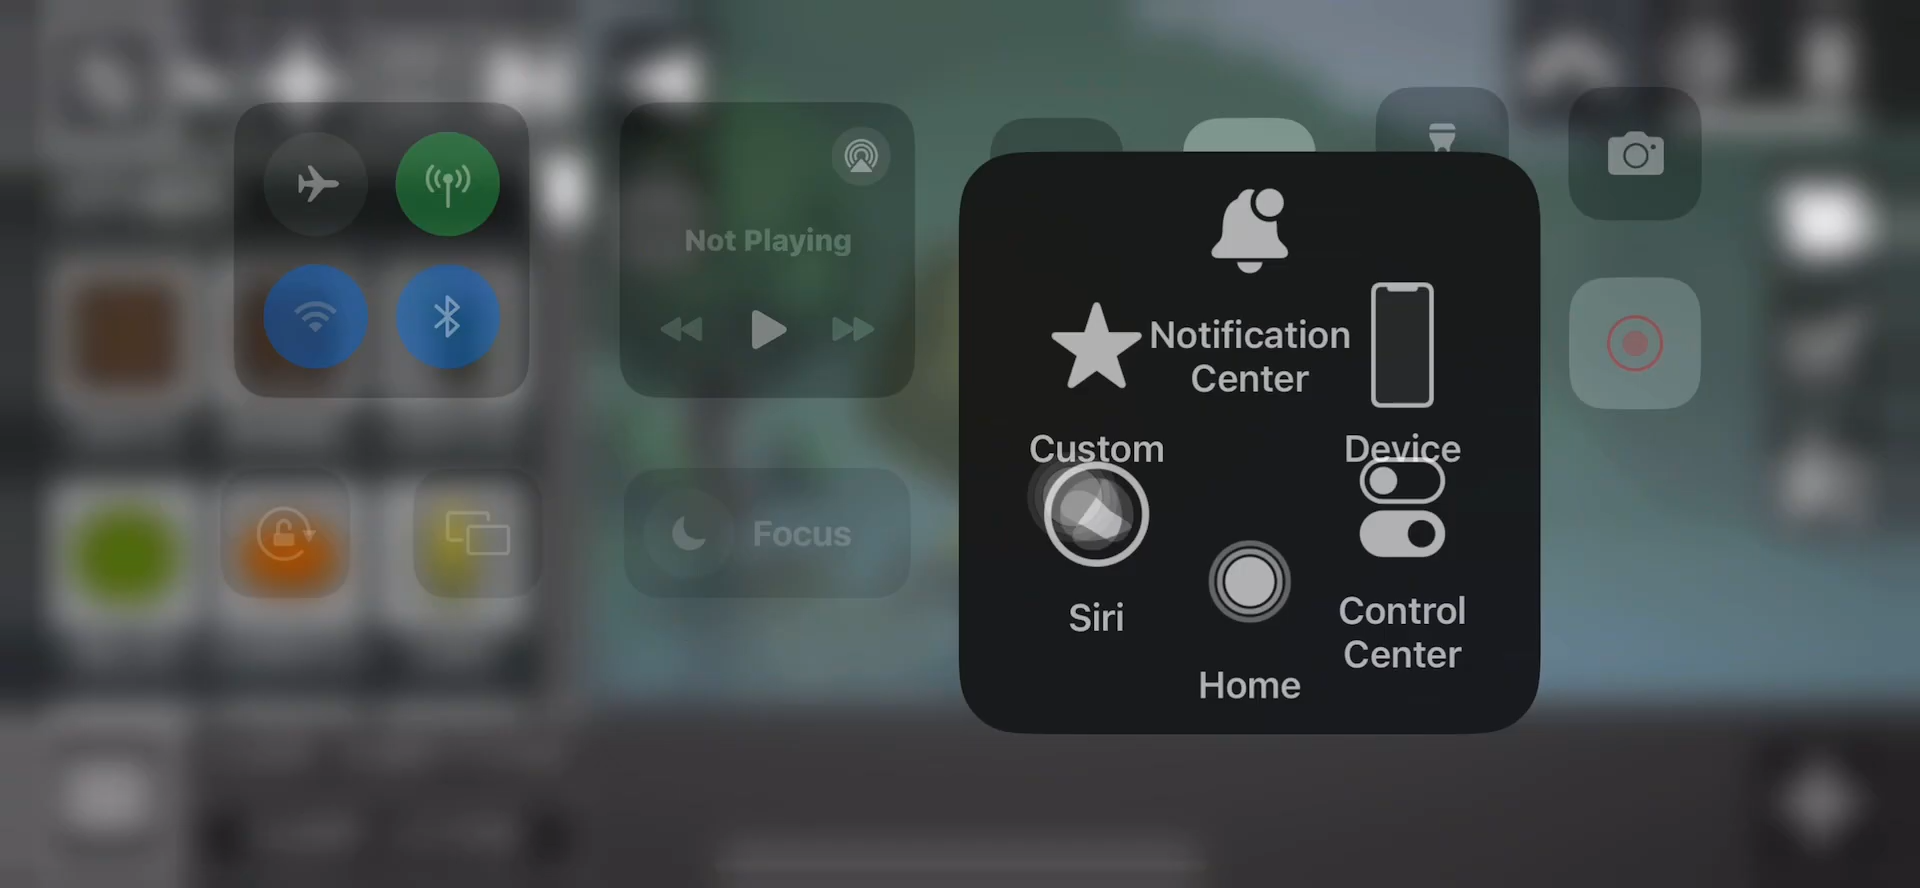 Not Playing
Notification
Center
Custom
Device
Focus
Siri
Control
Center
Home